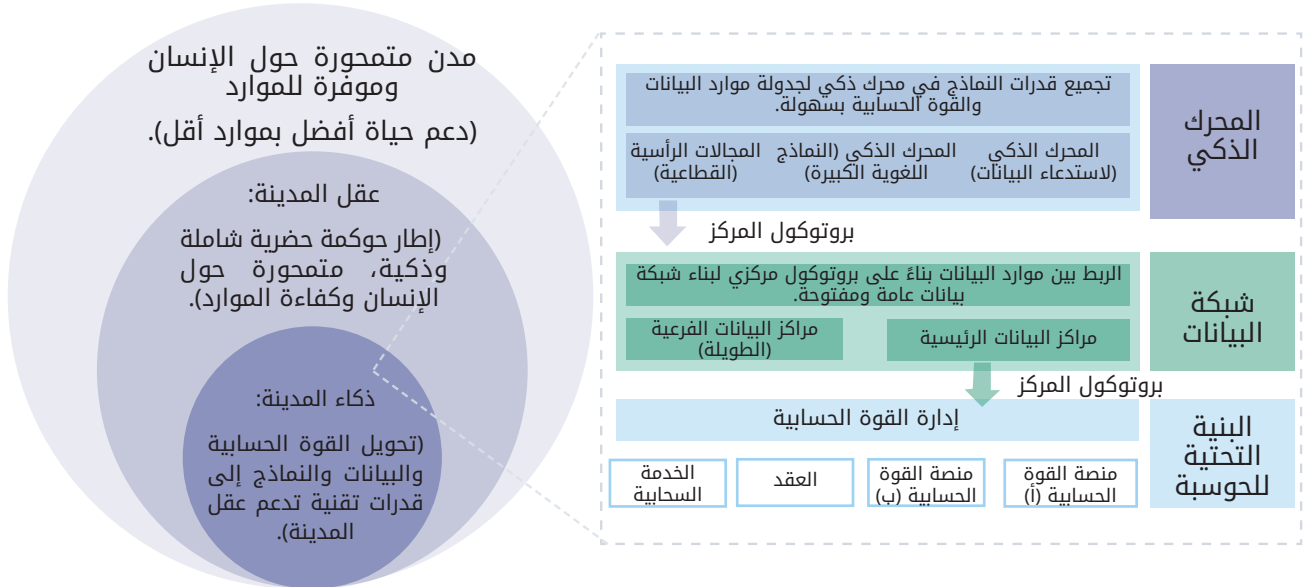 مدن متمحورة حول الإنسان
وموفرة للموارد
(دعم حياة أفضل بموارد أقل).
عقل المدينة:
(إطار حوكمة حضرية شاملة
وذكية، متمحورة حول
الإنسان وكفاءة الموارد).
ذكاء المدينة:
(تحويل القوة الحسابية
والبيانات والنماذج إلى
قدرات تقنية تدعم عقل
المدينة).
المحرك
الذكي
تجميع قدرات النماذج في محرك ذكي لجدولة موارد البيانات
والقوة الحسابية بسهولة.
المحرك الذكي
(لاستدعاء البيانات)
المحرك الذكي (النماذج
اللغوية الكبيرة)
المجالات الرأسية
(القطاعية)
بروتوكول المركز
شبكة
البيانات
الربط بين موارد البيانات بناءً على بروتوكول مركزي لبناء شبكة
بيانات عامة ومفتوحة.
مراكز البيانات الرئيسية
مراكز البيانات الفرعية
(الطويلة)
بروتوكول المركز
البنية
التحتية
للحوسبة
إدارة القوة الحسابية
منصة القوة
الحسابية (أ)
منصة القوة
الحسابية (ب)
العقد
الخدمة
السحابية